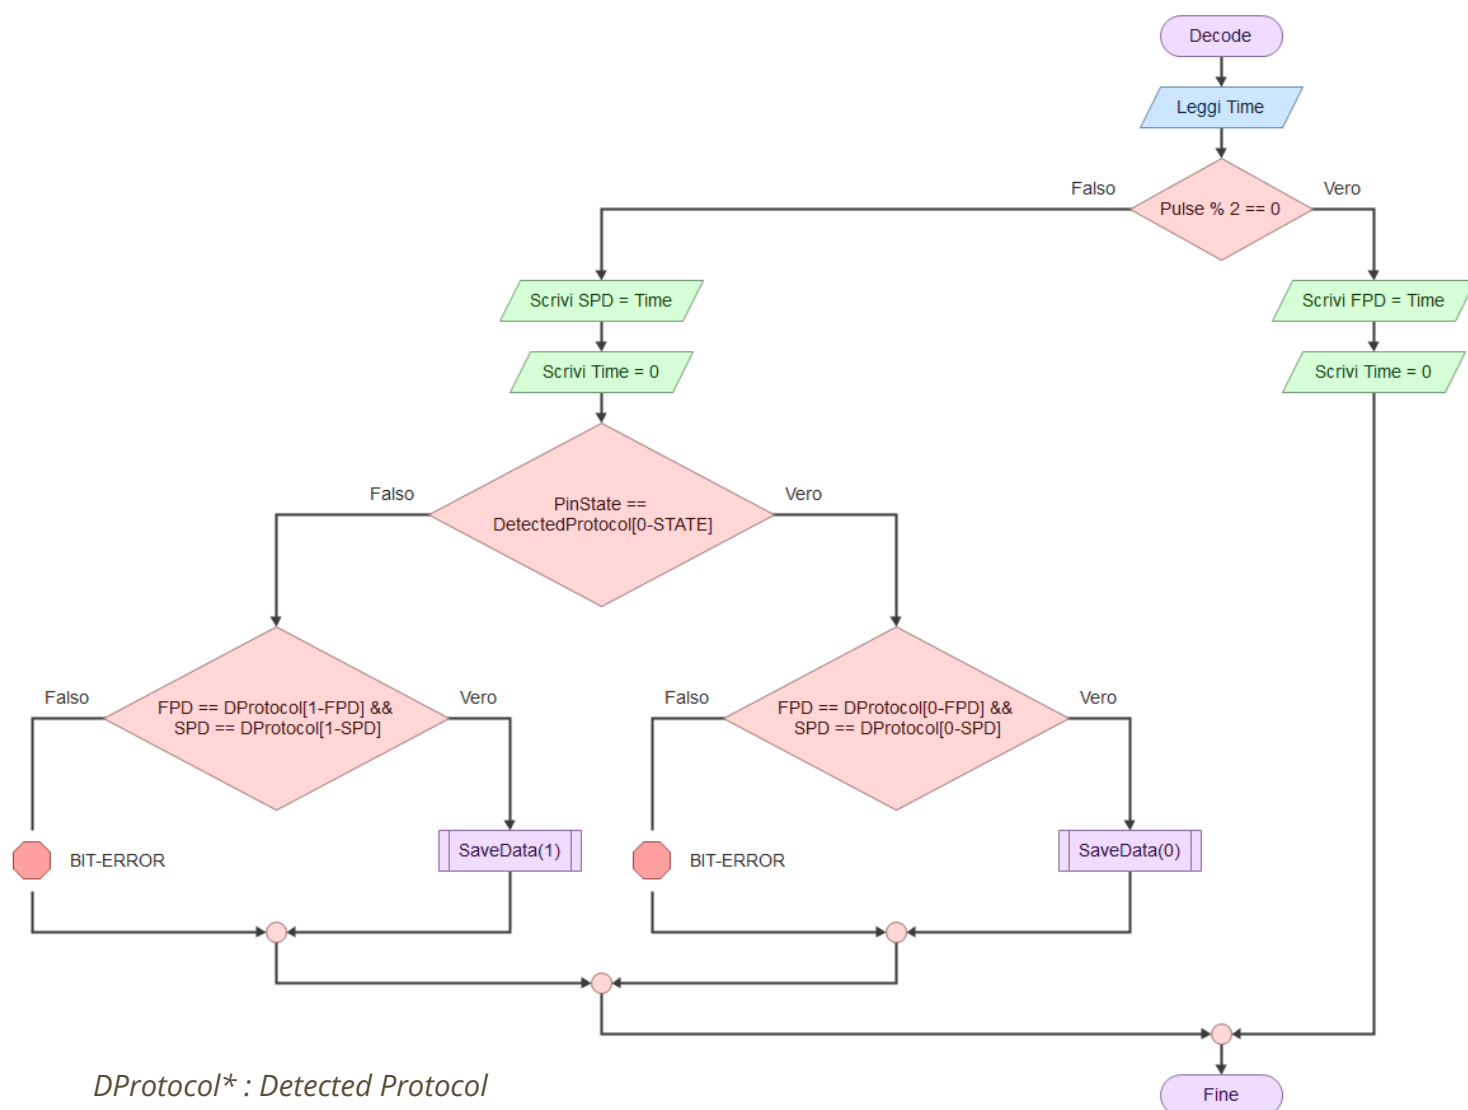 Decode
Leggi Time
Falso
Vero
Pulse % 2 == 0
Scrivi SPD = Time
Scrivi FPD = Time
Scrivi Time = 0
Scrivi Time = 0
Falso
Vero
PinState ==
DetectedProtocol[0-STATE]
Falso
Vero
FPD == DProtocol[1-FPD] &&
SPD == DProtocol[1-SPD]
Falso
Vero
FPD == DProtocol[0-FPD] &&
SPD == DProtocol[0-SPD]
BIT-ERROR
SaveData(1)
BIT-ERROR
SaveData(0)
DProtocol* : Detected Protocol
Fine